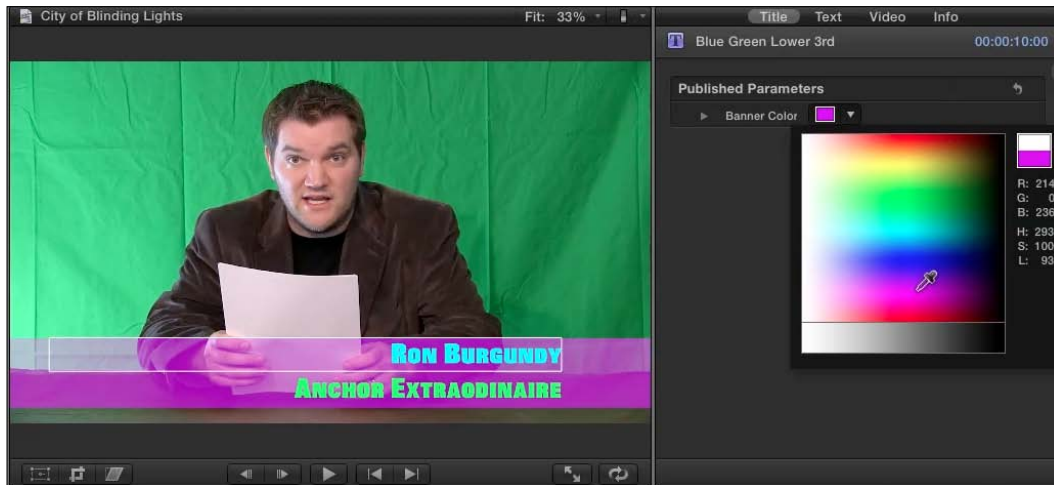 City of Blinding Lights
Fit: 33%
Title Text Video Info
Blue Green Lower 3rd 00:00:10:00
Published Parameters
Banner Color
R: 214
G: 0
B: 236
H: 293
S: 100
L: 93
Ron Burgundy
Anchor Extraodinaire